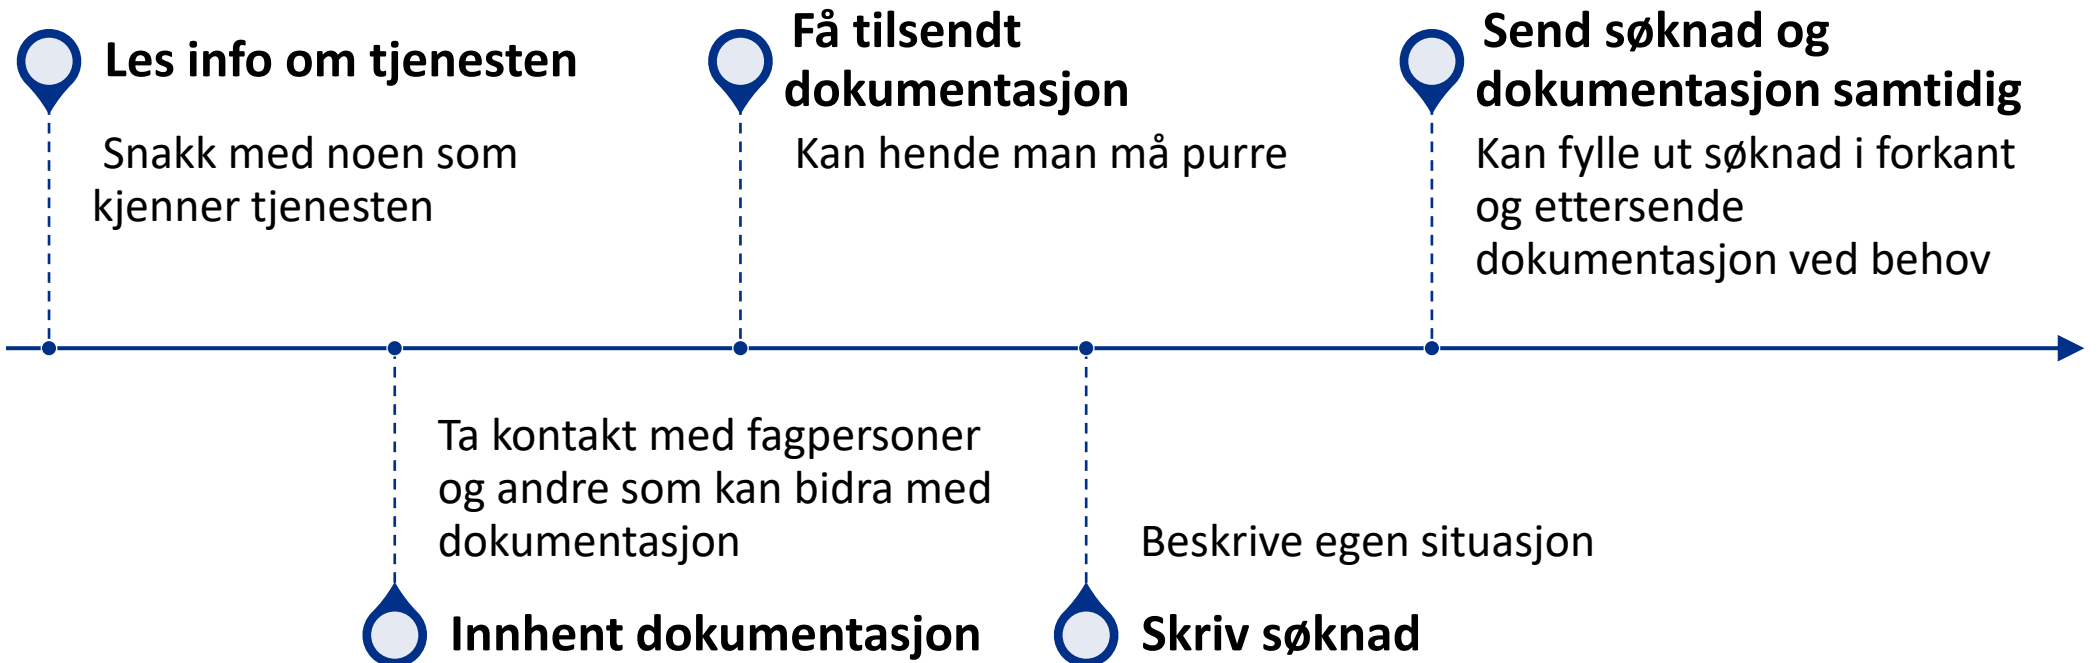 Les info om tjenesten
Snakk med noen som
kjenner tjenesten
Ta kontakt med fagpersoner
og andre som kan bidra med
dokumentasjon
Innhent dokumentasjon
Få tilsendt
dokumentasjon
Kan hende man må purre
Beskrive egen situasjon
Skriv søknad
Send søknad og
dokumentasjon samtidig
Kan fylle ut søknad i forkant
og ettersende
dokumentasjon ved behov